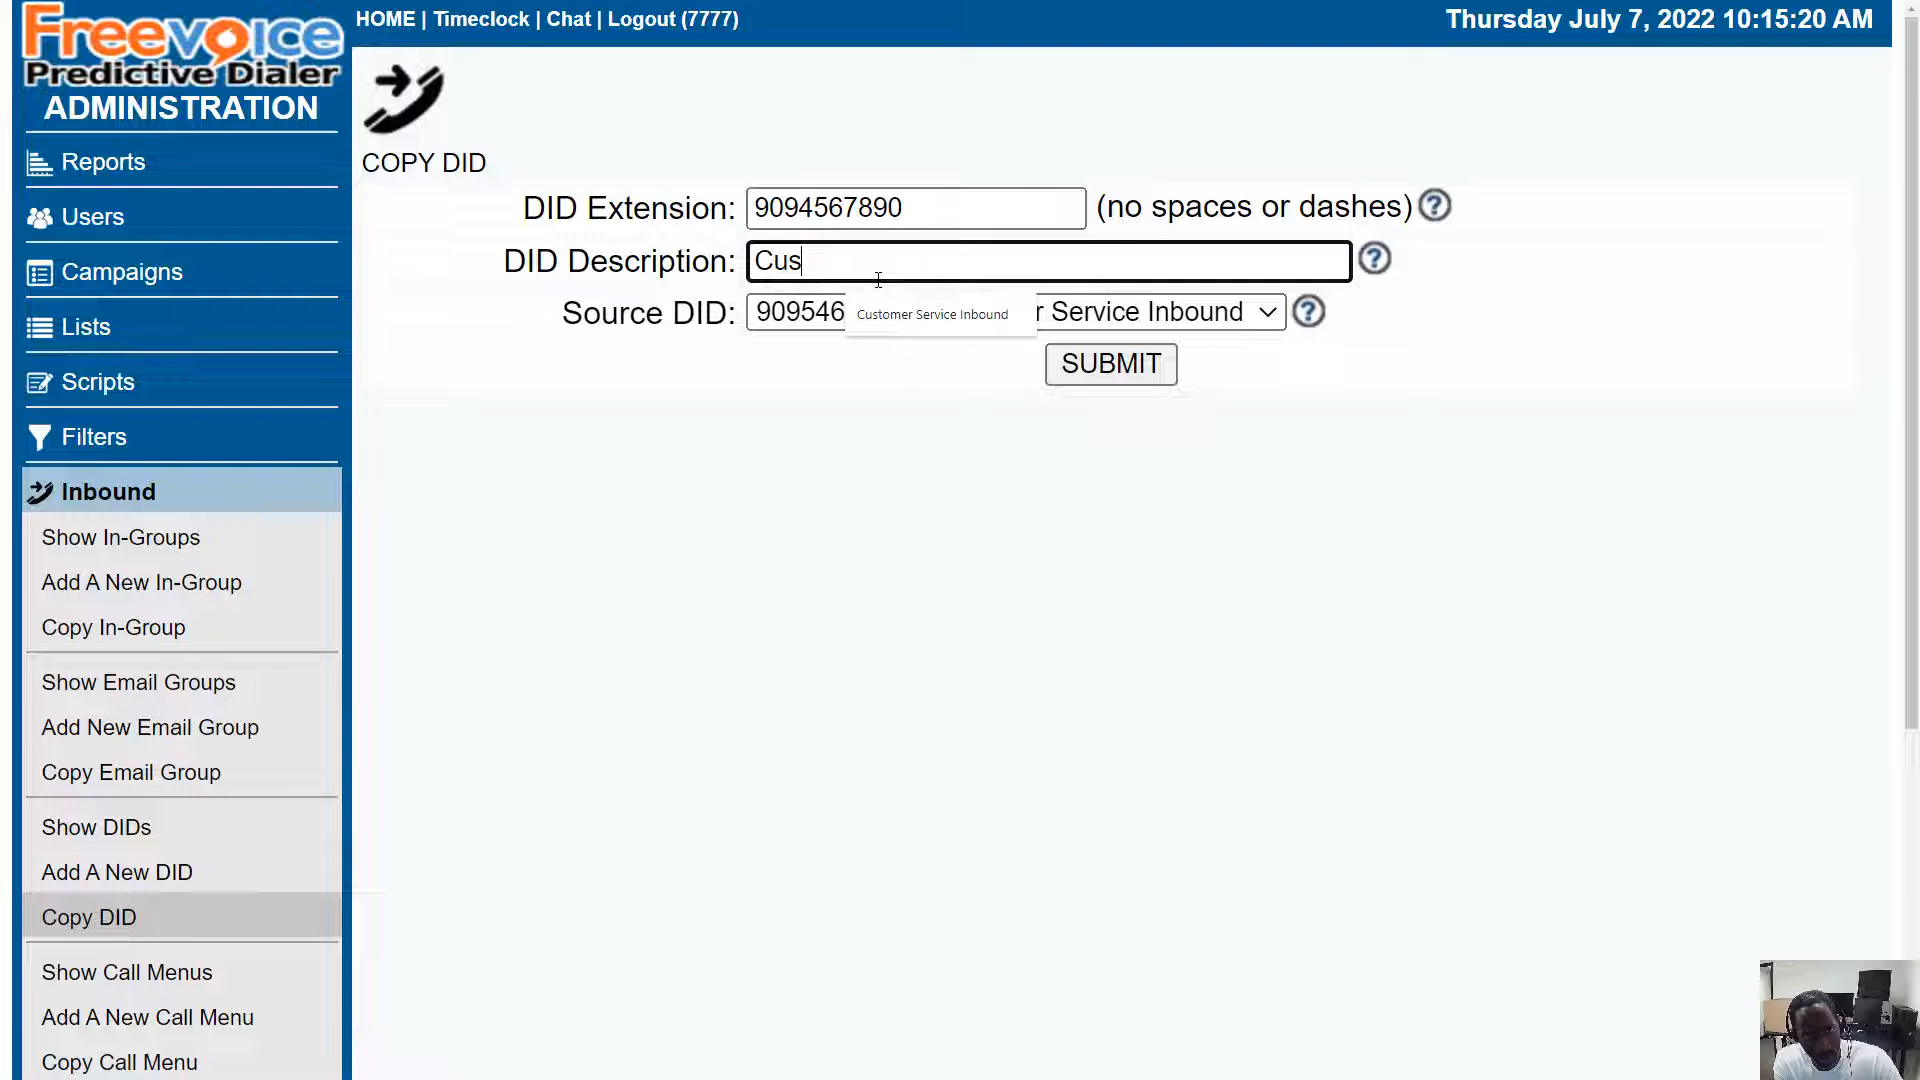 Freevoice
Predictive Dialer
ADMINISTRATION
HOME | Timeclock | Chat | Logout (7777)
Thursday July 7, 2022 10:15:20 AM
Reports
Users
Campaigns
Lists
Scripts
Filters
Inbound
Show In-Groups
Add A New In-Group
Copy In-Group
Show Email Groups
Add New Email Group
Copy Email Group
Show DIDs
Add A New DID
Copy DID
Show Call Menus
Add A New Call Menu
Copy Call Menu
COPY DID
DID Extension: 9094567890 (no spaces or dashes) ?
DID Description: Cus ?
Source DID: 909546 r Service Inbound ?
Customer Service Inbound
SUBMIT